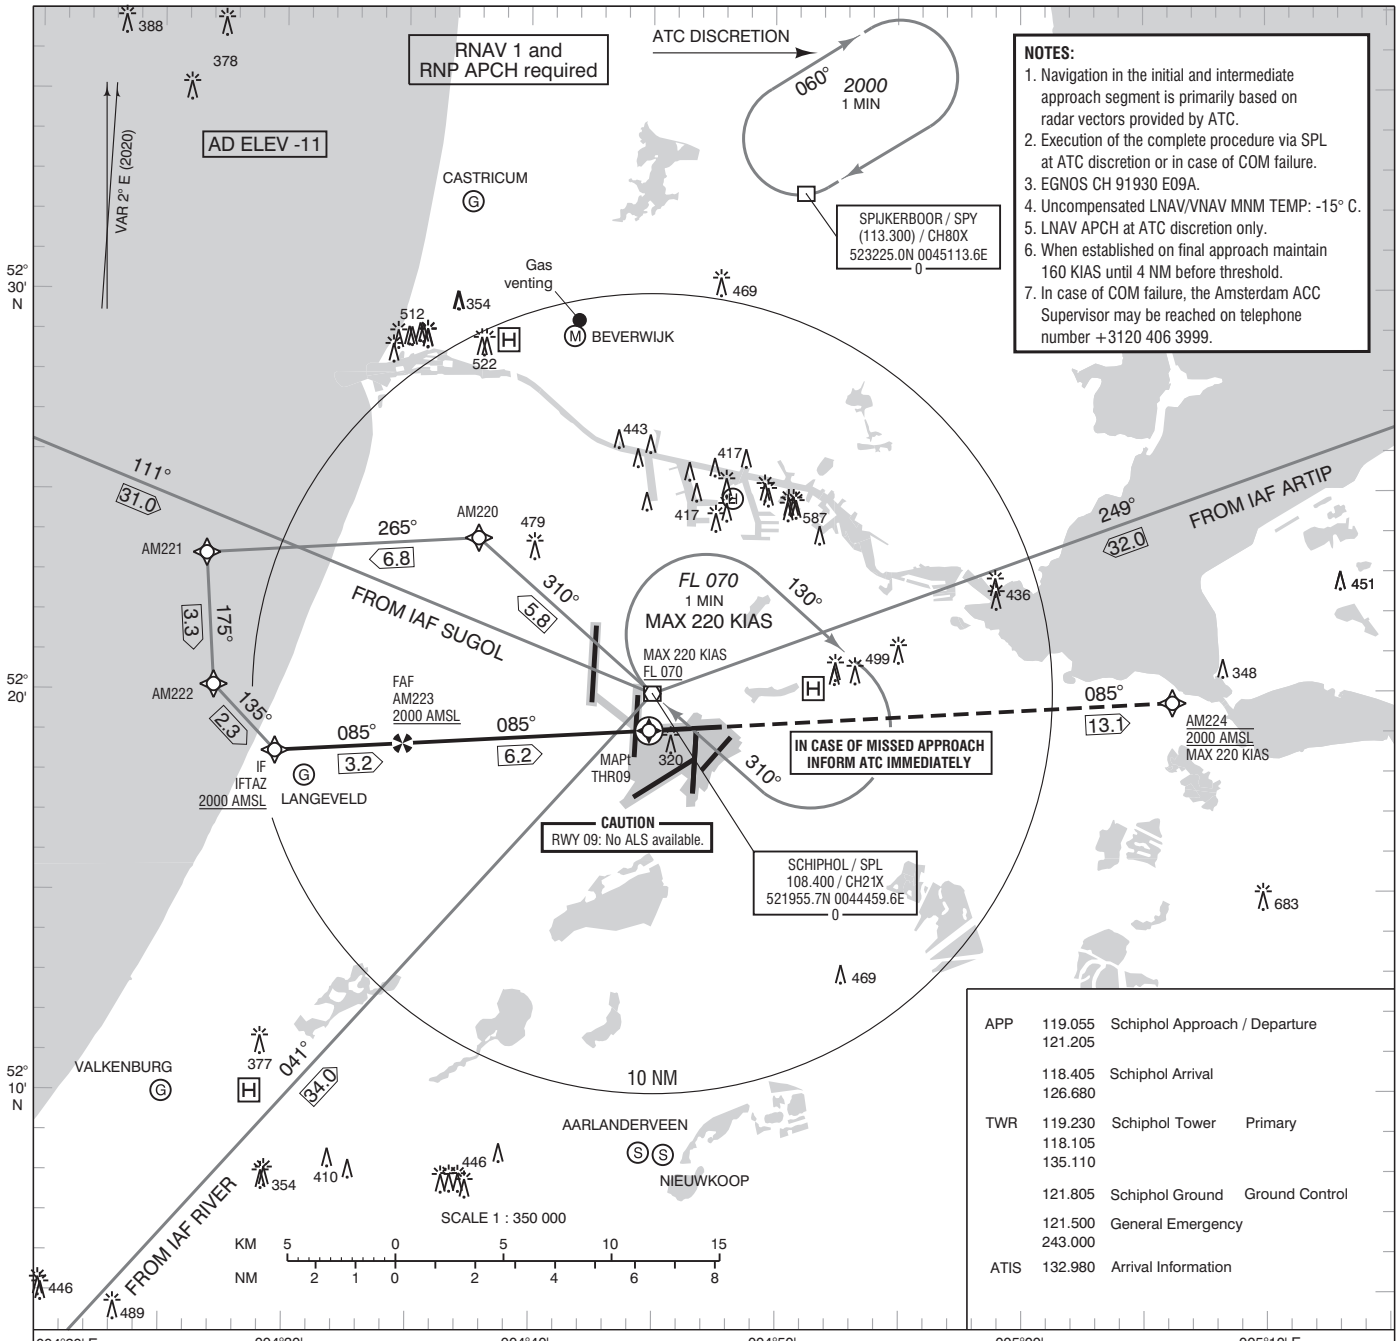 388
378
RNAV 1 and
RNP APCH required
ATC DISCRETION
060°
2000
1 MIN
NOTES:
1. Navigation in the initial and intermediate
approach segment is primarily based on
radar vectors provided by ATC.
2. Execution of the complete procedure via SPL
at ATC discretion or in case of COM failure.
3. EGNOS CH 91930 E09A.
4. Uncompensated LNAV/VNAV MNM TEMP: -15° C.
5. LNAV APCH at ATC discretion only.
6. When established on final approach maintain
160 KIAS until 4 NM before threshold.
7. In case of COM failure, the Amsterdam ACC
Supervisor may be reached on telephone
number +3120 406 3999.
VAR 2° E (2020)
AD ELEV -11
CASTRICUM
G
SPIJKERBOOR / SPY
(113.300) / CH80X
523225.0N 0045113.6E
0
52°
30'
N
Gas
venting
354
469
512
522
H
M
BEVERWIJK
443
417
H
417
587
111°
31.0
AM220
479
265°
6.8
AM221
310°
5.8
249°
32.0
FROM IAF ARTIP
451
436
FROM IAF SUGOL
FL 070
1 MIN
MAX 220 KIAS
130°
3.3
175°
MAX 220 KIAS
FL 070
499
H
348
52°
20'
AM222
135°
2.3
FAF
AM223
2000 AMSL
085°
3.2
085°
6.2
085°
13.1
AM224
2000 AMSL
MAX 220 KIAS
IF
IFTAZ
2000 AMSL
G
LANGEVELD
MAPt
THR09
320
310°
IN CASE OF MISSED APPROACH
INFORM ATC IMMEDIATELY
CAUTION
RWY 09: No ALS available.
SCHIPHOL / SPL
108.400 / CH21X
521955.7N 0044459.6E
0
683
469
377
041°
34.0
VALKENBURG
G
H
52°
10'
N
10 NM
AARLANDERVEEN
S
S
NIEUWKOOP
354
410
446
FROM IAF RIVER
446
489
SCALE 1 : 350 000
KM 5 0 5 10 15
NM 2 1 0 2 4 6 8
APP 119.055 Schiphol Approach / Departure
121.205
118.405 Schiphol Arrival
126.680
TWR 119.230 Schiphol Tower Primary
118.105
135.110
121.805 Schiphol Ground Ground Control
121.500 General Emergency
243.000
ATIS 132.980 Arrival Information